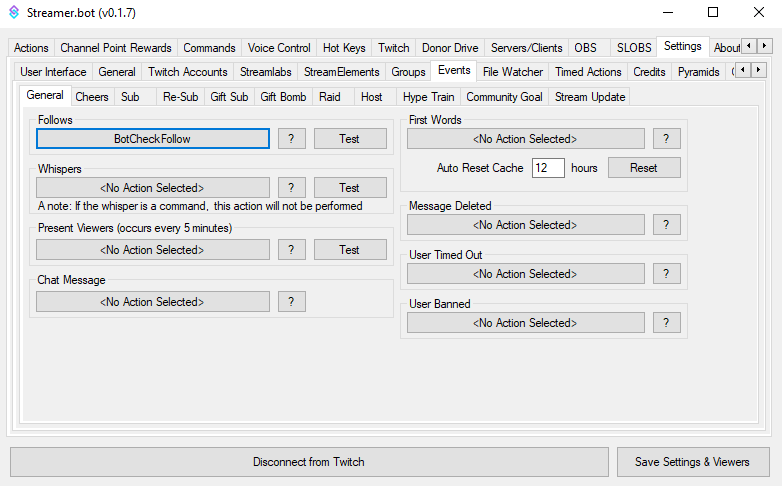 Streamer.bot (v0.1.7)
Actions Channel Point Rewards Commands Voice Control Hot Keys Twitch Donor Drive Servers/Clients OBS SLOBS Settings About
User Interface General Twitch Accounts Streamlabs StreamElements Groups Events File Watcher Timed Actions Credits Pyramids
General Cheers Sub Re-Sub Gift Sub Gift Bomb Raid Host Hype Train Community Goal Stream Update
Follows
BotCheckFollow ? Test
Whispers
<No Action Selected> ? Test
A note: If the whisper is a command, this action will not be performed
Present Viewers (occurs every 5 minutes)
<No Action Selected> ? Test
Chat Message
<No Action Selected> ?
First Words
<No Action Selected> ?
Auto Reset Cache 12 hours Reset
Message Deleted
<No Action Selected> ?
User Timed Out
<No Action Selected> ?
User Banned
<No Action Selected> ?
Disconnect from Twitch Save Settings & Viewers